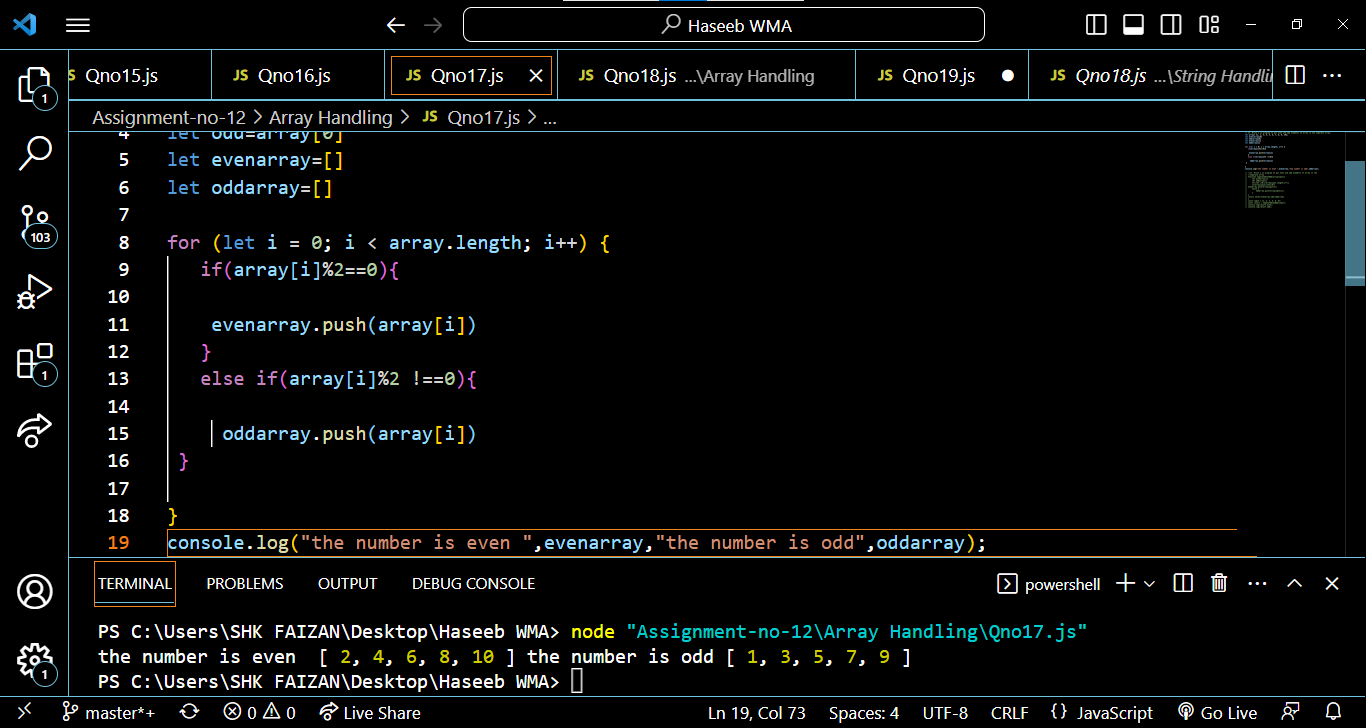 Haseeb WMA
JS Qno15.js
JS Qno16.js
JS Qno17.js
JS Qno18.js ...\Array Handling
JS Qno19.js
JS Qno18.js ...\String Handli
Assignment-no-12 > Array Handling > JS Qno17.js > ...
4 let odd=array[0]
5 let evenarray=[]
6 let oddarray=[]
7
8 for (let i = 0; i < array.length; i++) {
9 if(array[i]%2==0){
10
11 evenarray.push(array[i])
12 }
13 else if(array[i]%2 !==0){
14
15 oddarray.push(array[i])
16 }
17
18 }
19 console.log("the number is even ",evenarray,"the number is odd",oddarray);
1
103
1
1
TERMINAL PROBLEMS OUTPUT DEBUG CONSOLE powershell
PS C:\Users\SHK FAIZAN\Desktop\Haseeb WMA> node "Assignment-no-12\Array Handling\Qno17.js"
the number is even  [ 2, 4, 6, 8, 10 ] the number is odd [ 1, 3, 5, 7, 9 ]
PS C:\Users\SHK FAIZAN\Desktop\Haseeb WMA>
master*+ 0 0 Live Share Ln 19, Col 73 Spaces: 4 UTF-8 CRLF {} JavaScript Go Live